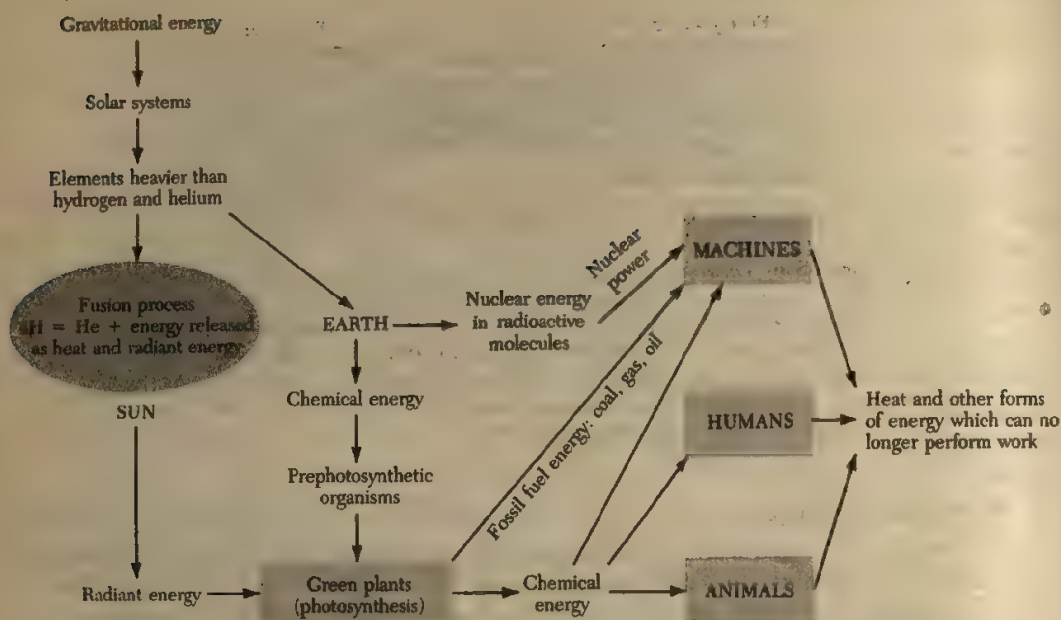 Gravitational energy
Solar systems
Elements heavier than
hydrogen and helium
Fusion process
H = He + energy released
as heat and radiant energy
SUN
Radiant energy
EARTH
Chemical energy
Prephotosynthetic
organisms
Green plants
(photosynthesis)
Nuclear energy
in radioactive
molecules
Nuclear
power
Fossil fuel energy: coal, gas, oil
Chemical
energy
MACHINES
HUMANS
ANIMALS
Heat and other forms
of energy which can no
longer perform work